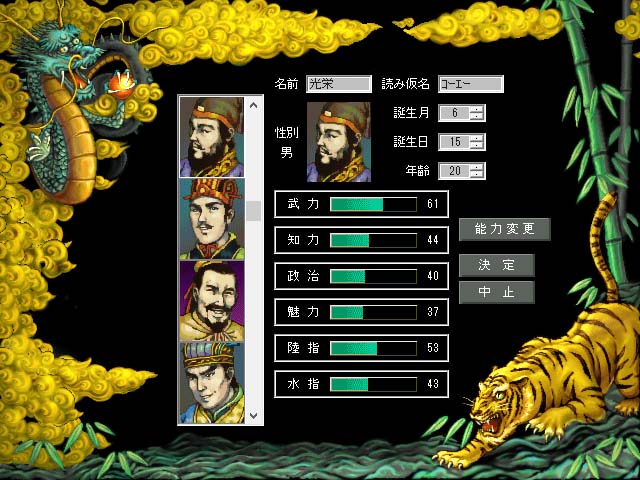 名前 光栄 読み仮名 ｺｰｴｰ
誕生月 6
性別
男
誕生日 15
年齢 20
武力 61
知力 44
政治 40
魅力 37
陸指 53
水指 43
能力変更
決定
中止